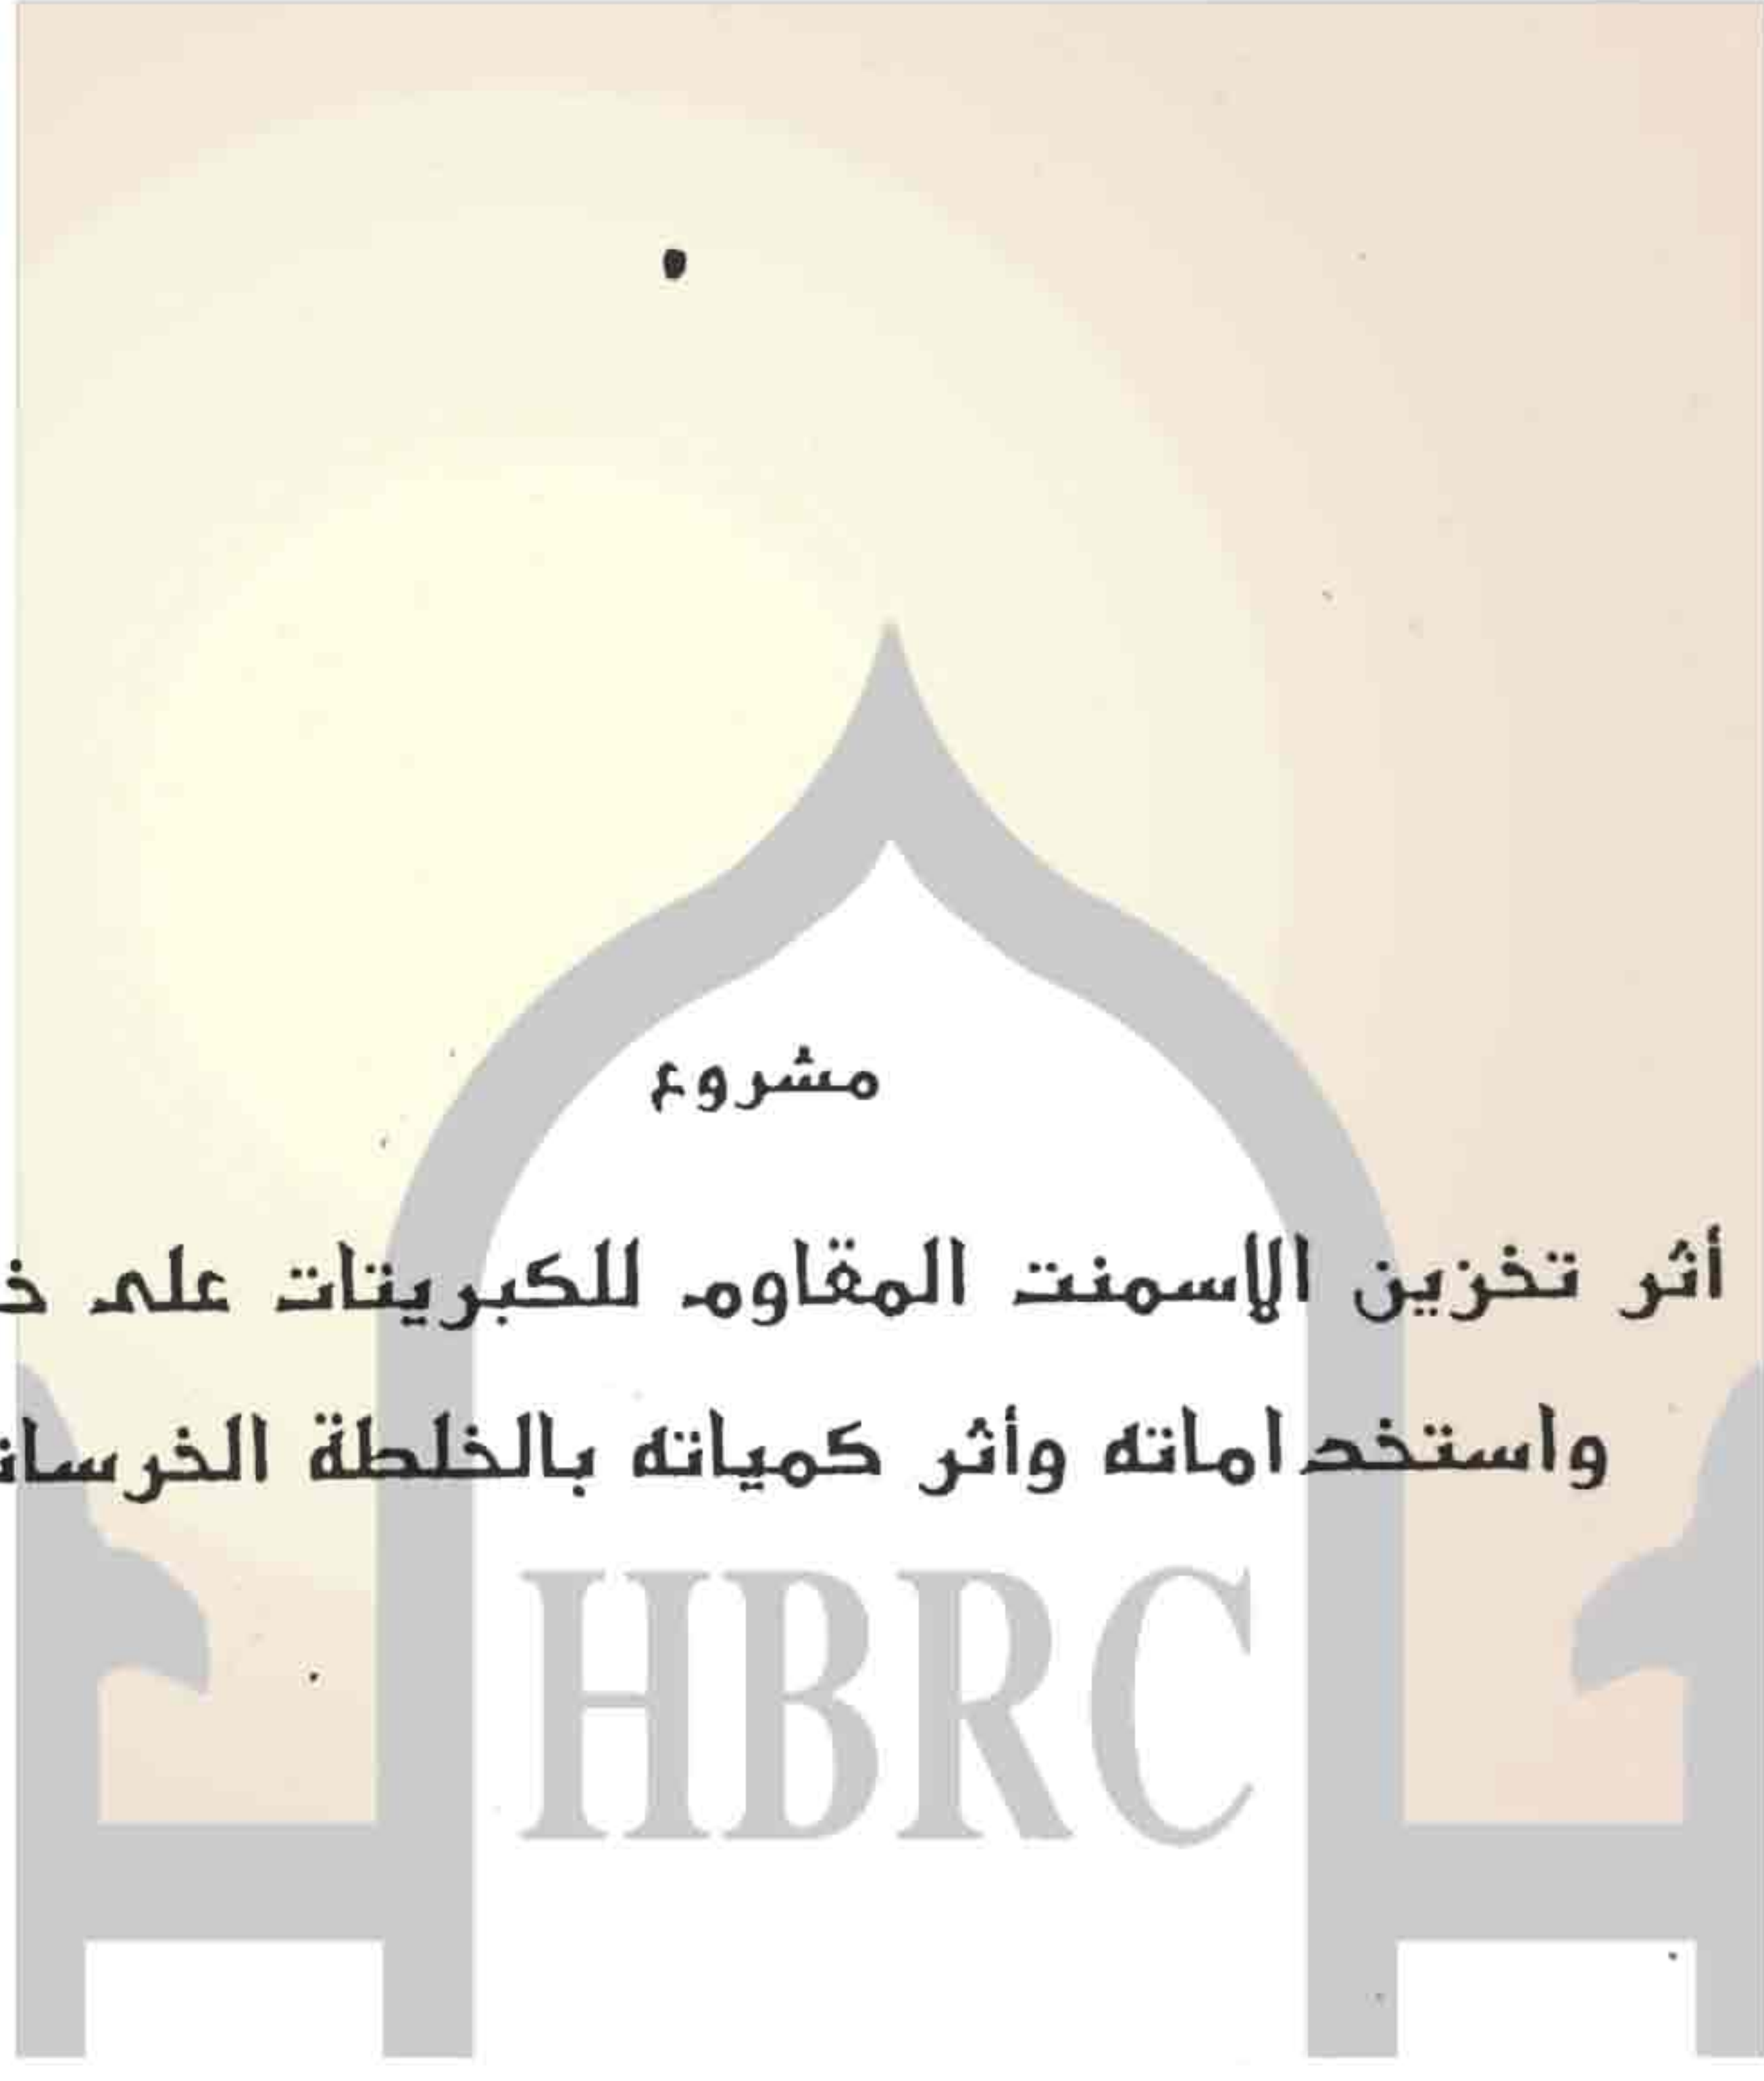 مشروع
أثر تخزين الإسمنت المقاوم للكبريتات على
واستخداماته وأثر كمياته بالخلطة
HBRC